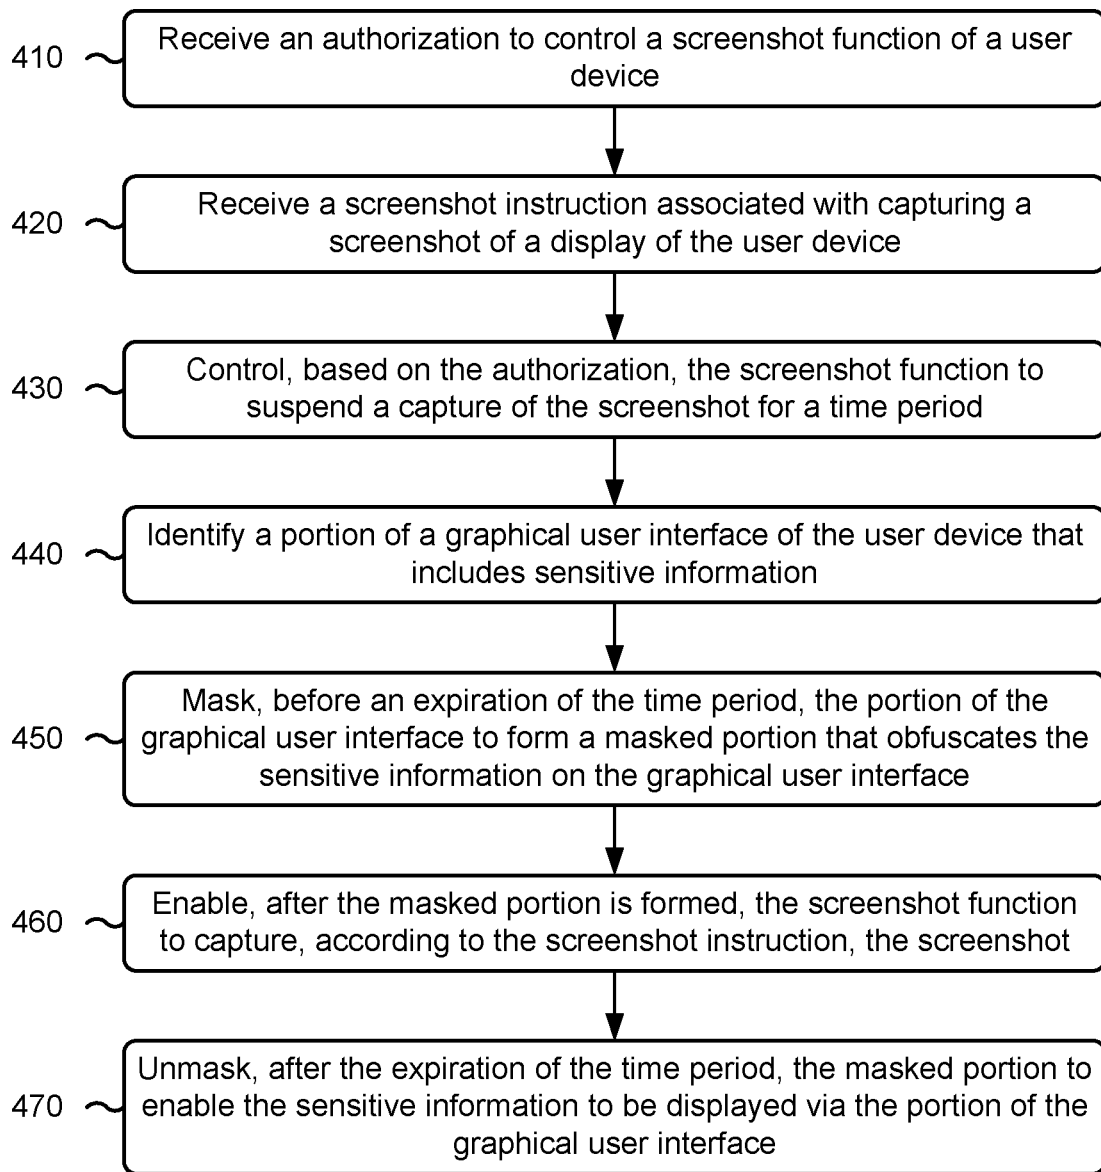 410
Receive an authorization to control a screenshot function of a user
device
420
Receive a screenshot instruction associated with capturing a
screenshot of a display of the user device
430
Control, based on the authorization, the screenshot function to
suspend a capture of the screenshot for a time period
440
Identify a portion of a graphical user interface of the user device that
includes sensitive information
450
Mask, before an expiration of the time period, the portion of the
graphical user interface to form a masked portion that obfuscates the
sensitive information on the graphical user interface
460
Enable, after the masked portion is formed, the screenshot function
to capture, according to the screenshot instruction, the screenshot
470
Unmask, after the expiration of the time period, the masked portion to
enable the sensitive information to be displayed via the portion of the
graphical user interface